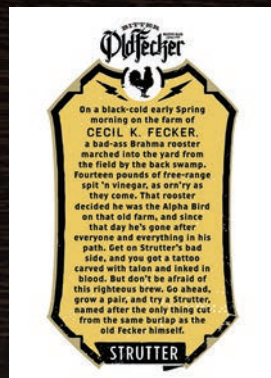 BITTER
Old Fecker
On a black-cold early Spring
morning on the farm of
CECIL K. FECKER,
a bad-ass Brahma rooster
marched into the yard from
the field by the back swamp.
Fourteen pounds of free-range
spit 'n vinegar, as orn'ry as
they come. That rooster
decided he was the Alpha Bird
on that old farm, and since
that day he's gone after
everyone and everything in his
path. Get on Strutter's bad
side, and you got a tattoo
carved with talon and inked in
blood. But don't be afraid of
this righteous brew. Go ahead,
grow a pair, and try a Strutter,
named after the only thing cut
from the same burlap as the
old Fecker himself.
STRUTTER